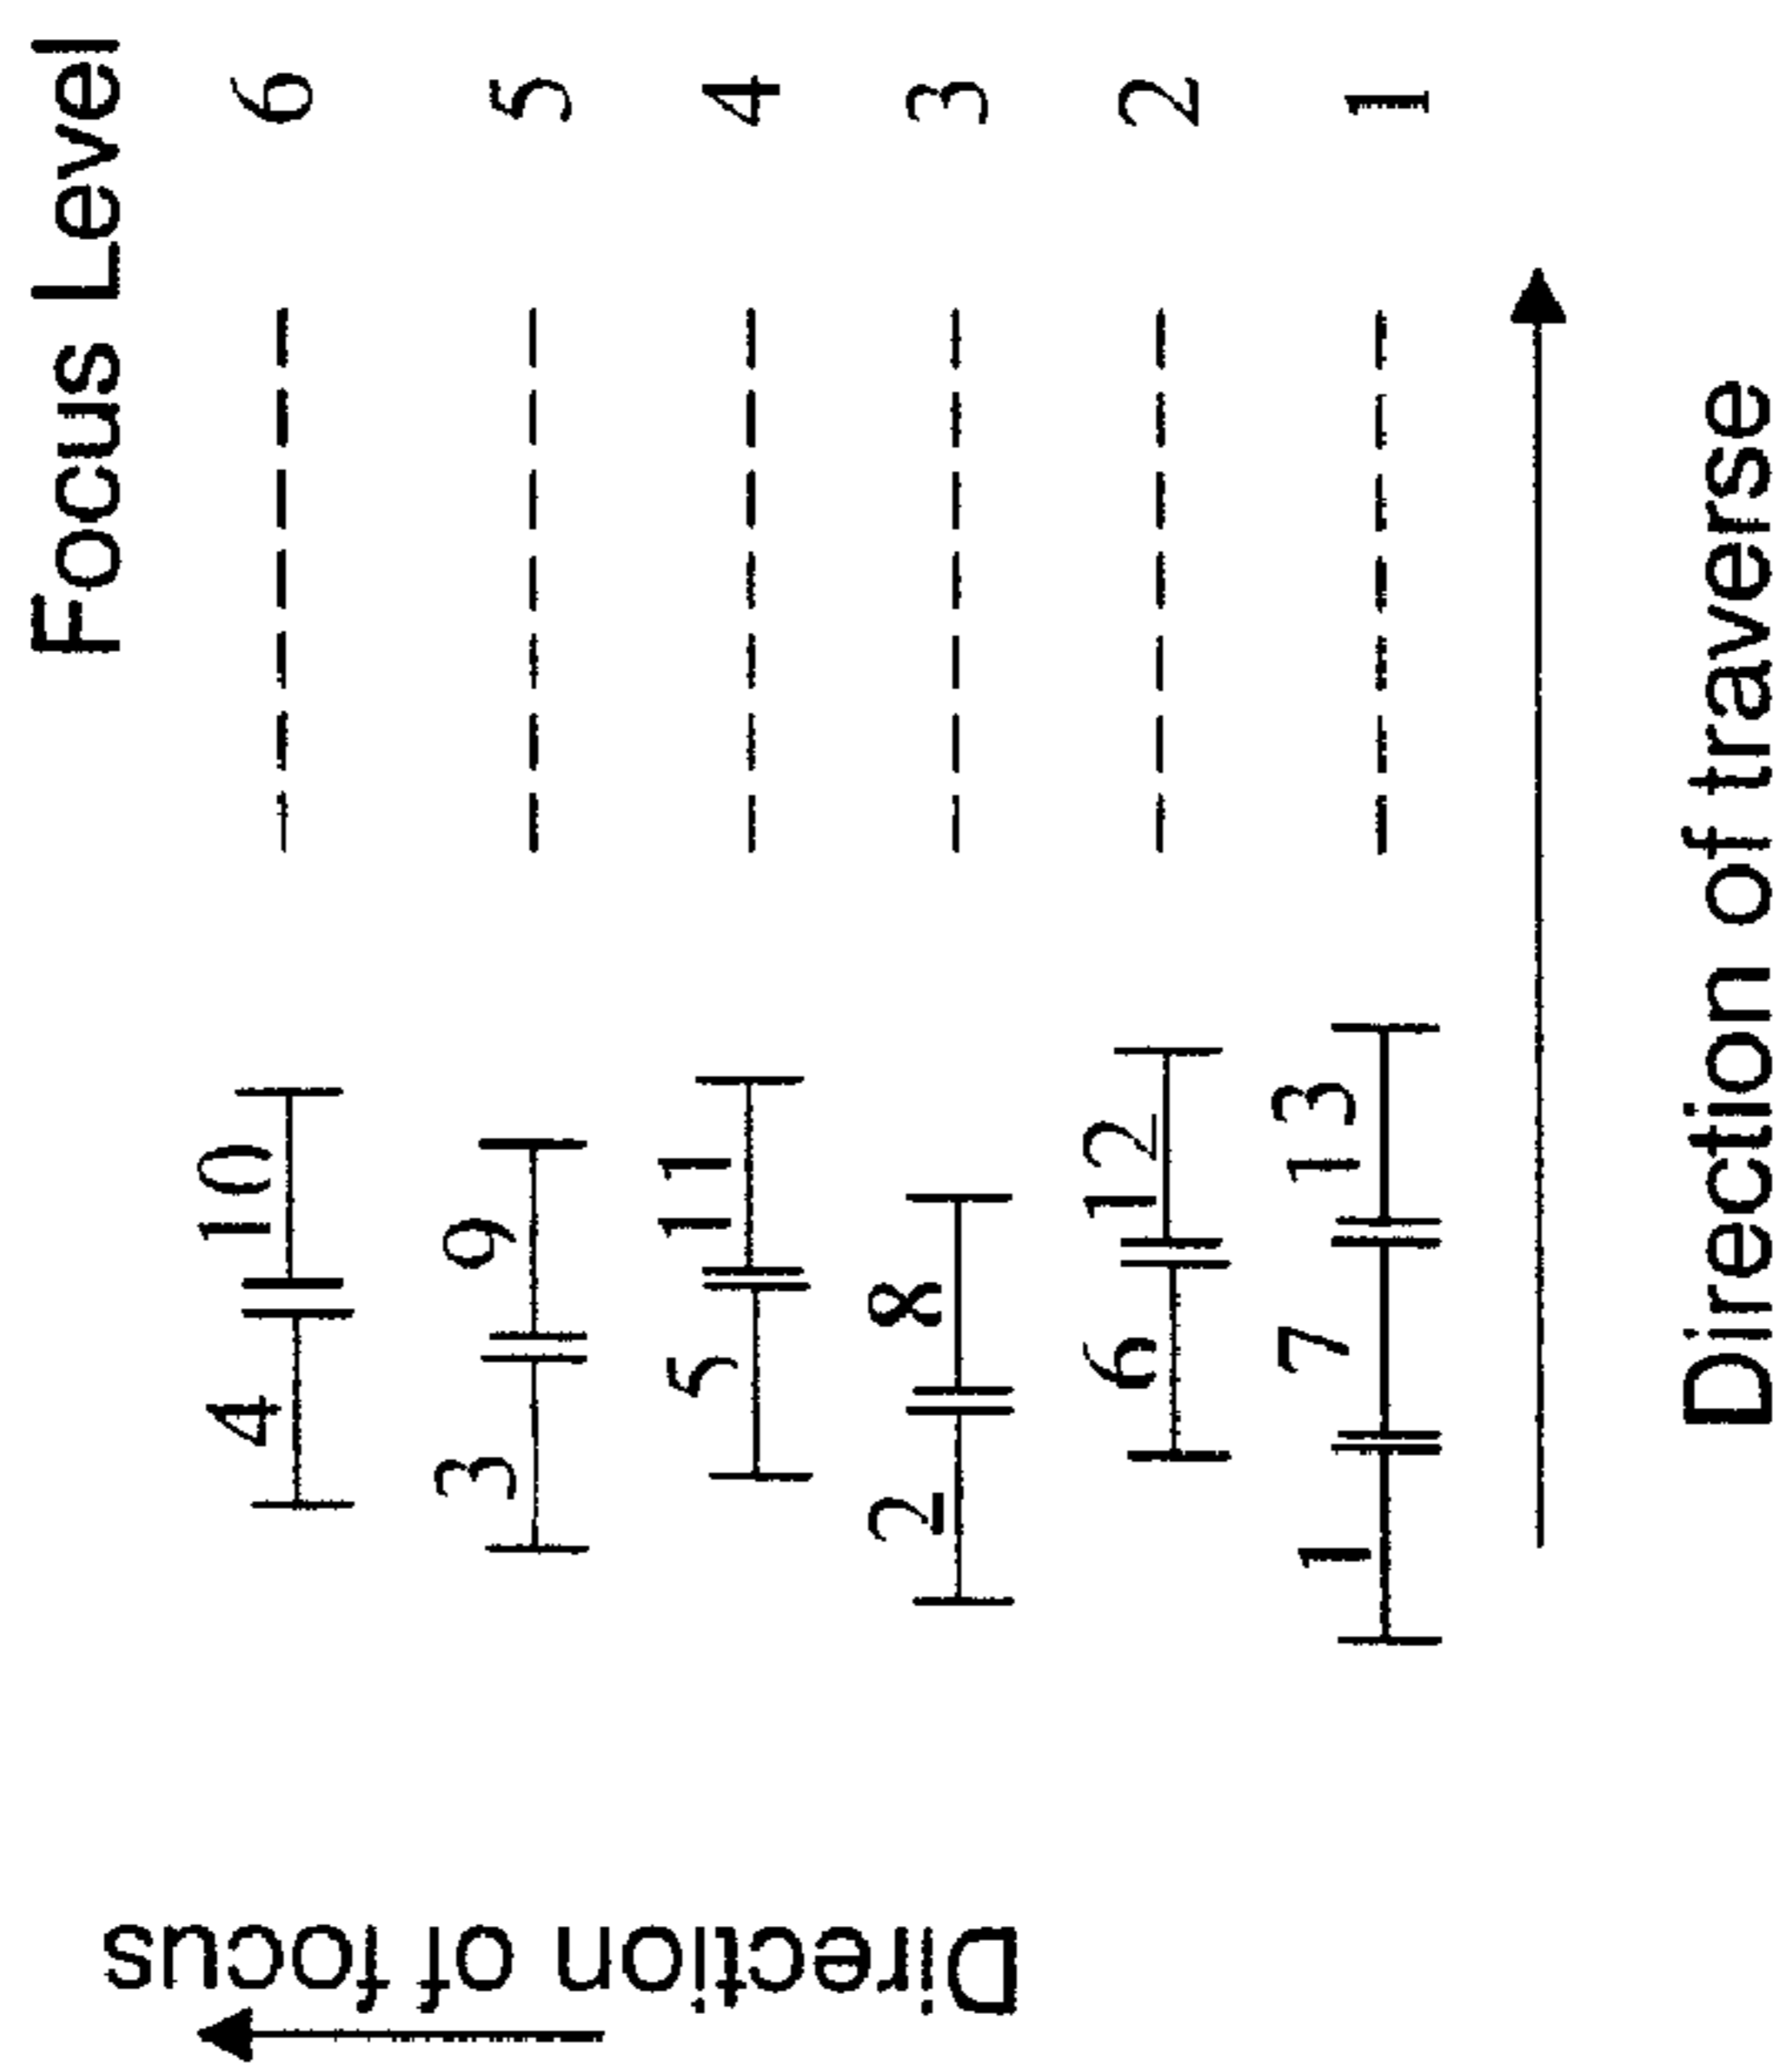 Focus Level
4 10 6
3 9 5
5 11 4
2 8 3
6 12 2
1 7 13 1
Direction of focus
Direction of traverse